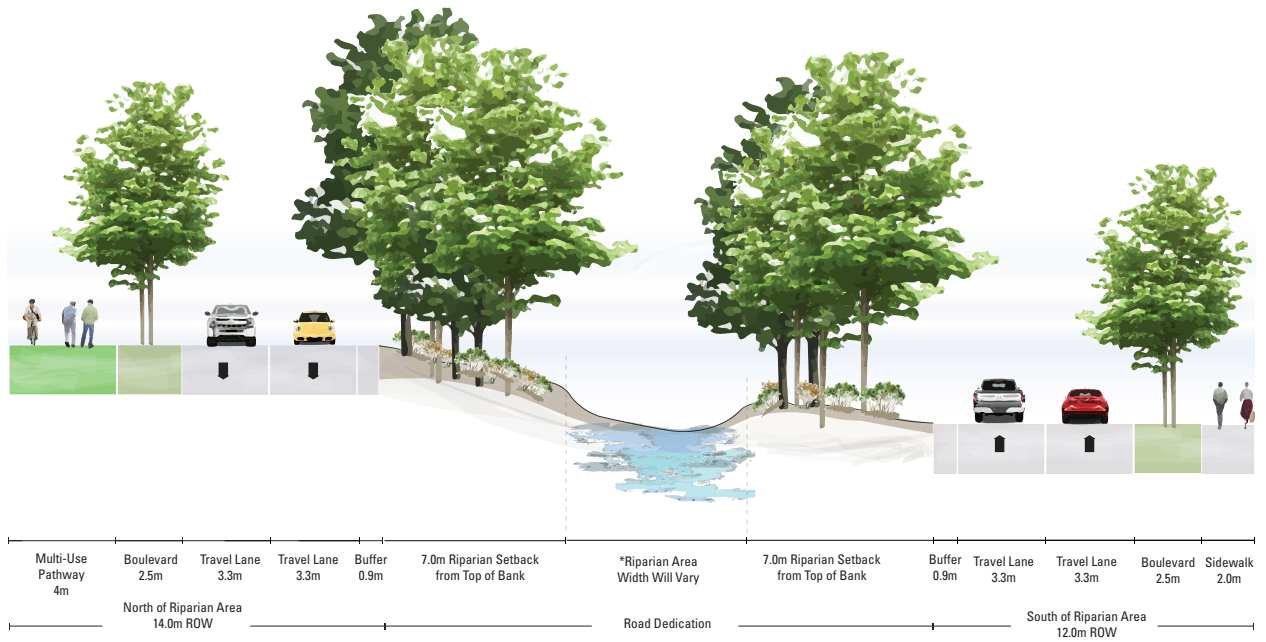 Multi-Use
Pathway
4m
Boulevard
2.5m
Travel Lane
3.3m
Travel Lane
3.3m
Buffer
0.9m
7.0m Riparian Setback
from Top of Bank
*Riparian Area
Width Will Vary
7.0m Riparian Setback
from Top of Bank
Buffer
0.9m
Travel Lane
3.3m
Travel Lane
3.3m
Boulevard
2.5m
Sidewalk
2.0m
North of Riparian Area
14.0m ROW
Road Dedication
South of Riparian Area
12.0m ROW